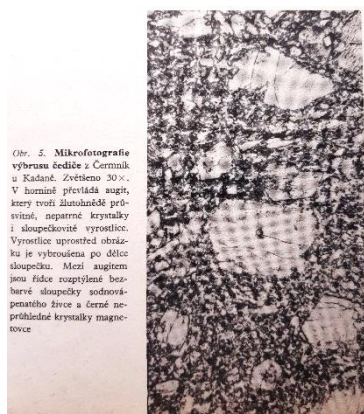 Obr. 5. Mikrofotografie
výbrusu čediče z Čermník
u Kadaně. Zvětšeno 30×.
V hornině převládá augit,
který tvoří žlutohnědě prů-
svitné, nepatrné krystalky
i sloupečkovité vyrostlice.
Vyrostlice uprostřed obráz-
ku je vybroušena po délce
sloupečku. Mezi augitem
jsou řídce rozptýlené bez-
barvé sloupečky sodnová-
penatého živce a černé ne-
průhledné krystalky magne-
tovce